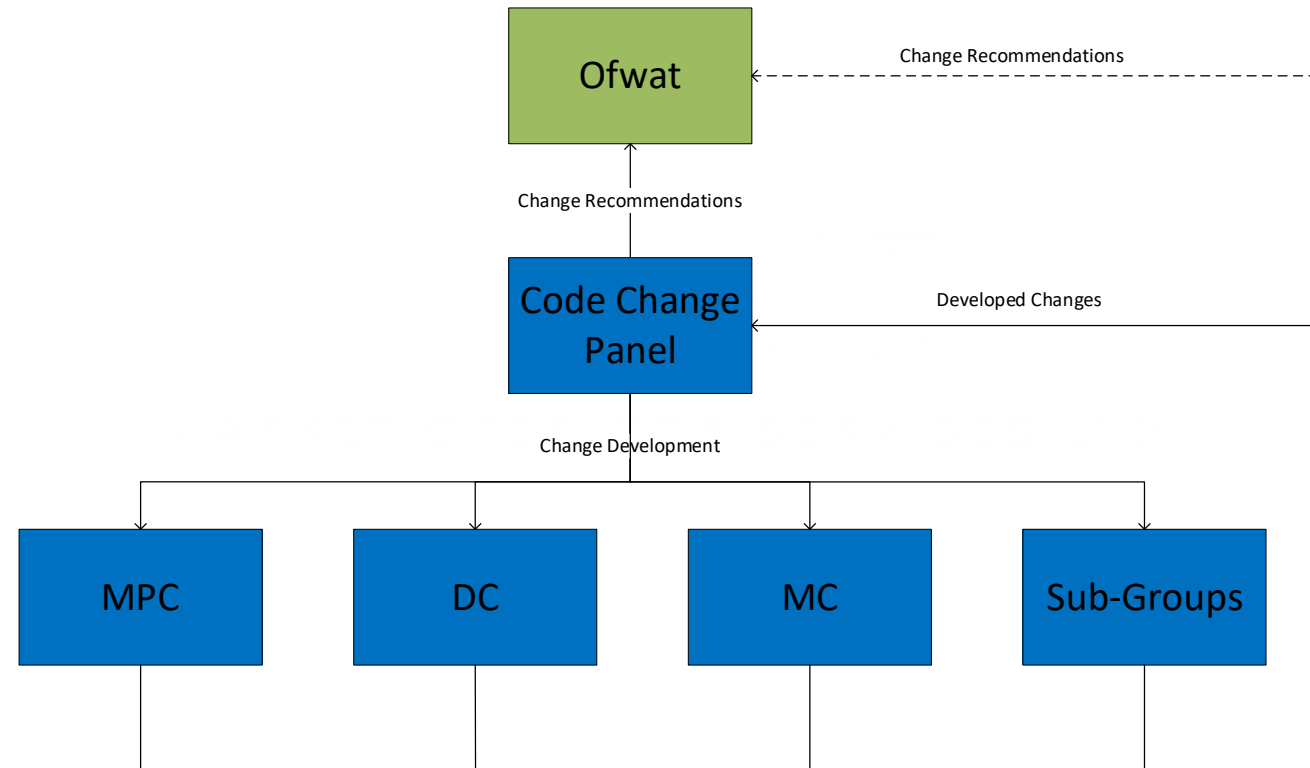 Ofwat
Change Recommendations
Change Recommendations
Code Change
Panel
Developed Changes
Change Development
MPC
DC
MC
Sub-Groups